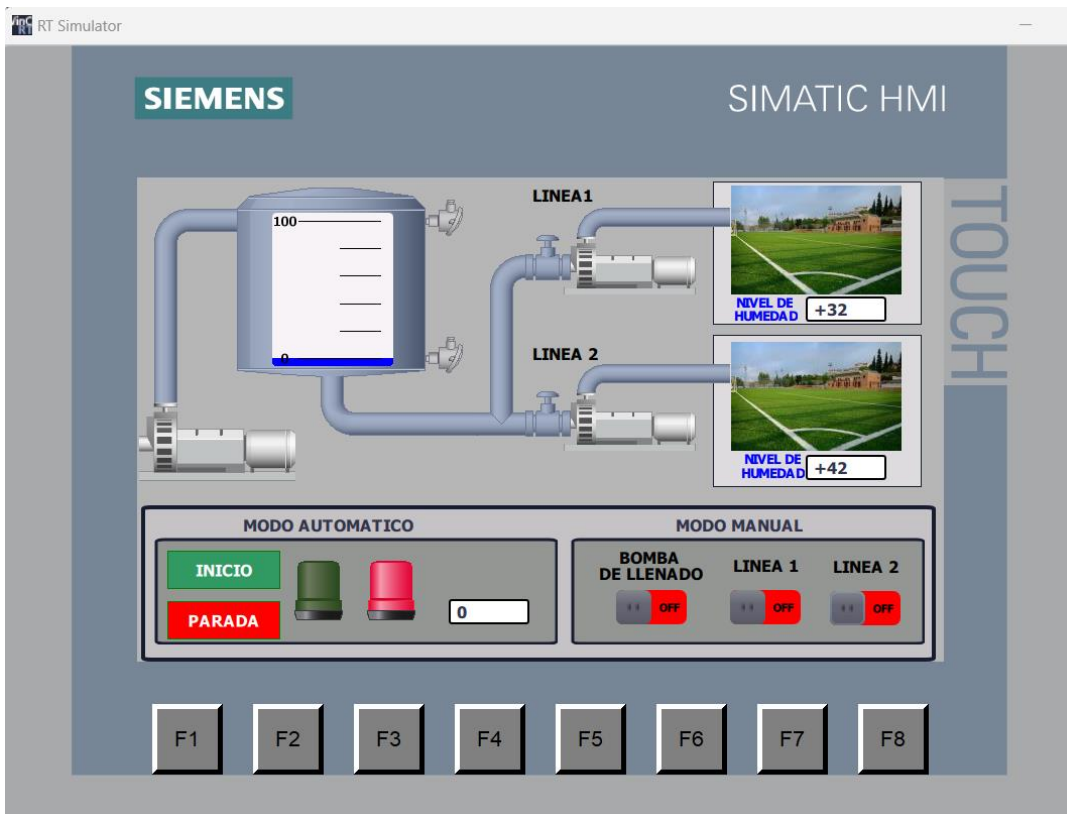 RT Simulator
SIEMENS
SIMATIC HMI
TOUCH
LINEA1
100
0
NIVEL DE
HUMEDAD
+32
LINEA 2
NIVEL DE
HUMEDAD
+42
MODO AUTOMATICO
INICIO
PARADA
0
MODO MANUAL
BOMBA
DE LLENADO
LINEA 1
LINEA 2
OFF
OFF
OFF
F1
F2
F3
F4
F5
F6
F7
F8